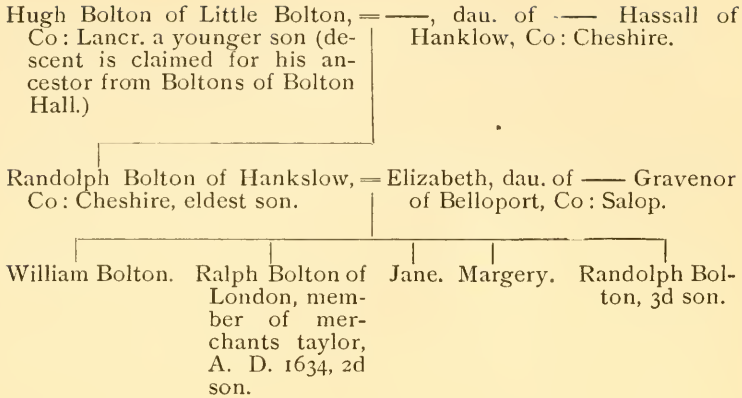 Hugh Bolton of Little Bolton, = ——, dau. of —— Hassall of
Co: Lancr. a younger son (de-
Hanklow, Co: Cheshire.
scent is claimed for his an-
cestor from Boltons of Bolton
Hall.)
Randolph Bolton of Hankslow, = Elizabeth, dau. of —— Gravenor
Co: Cheshire, eldest son.
of Belloport, Co: Salop.
William Bolton.
Ralph Bolton of
London, mem-
ber of mer-
chants taylor,
A. D. 1634, 2d
son.
Jane.
Margery.
Randolph Bol-
ton, 3d son.